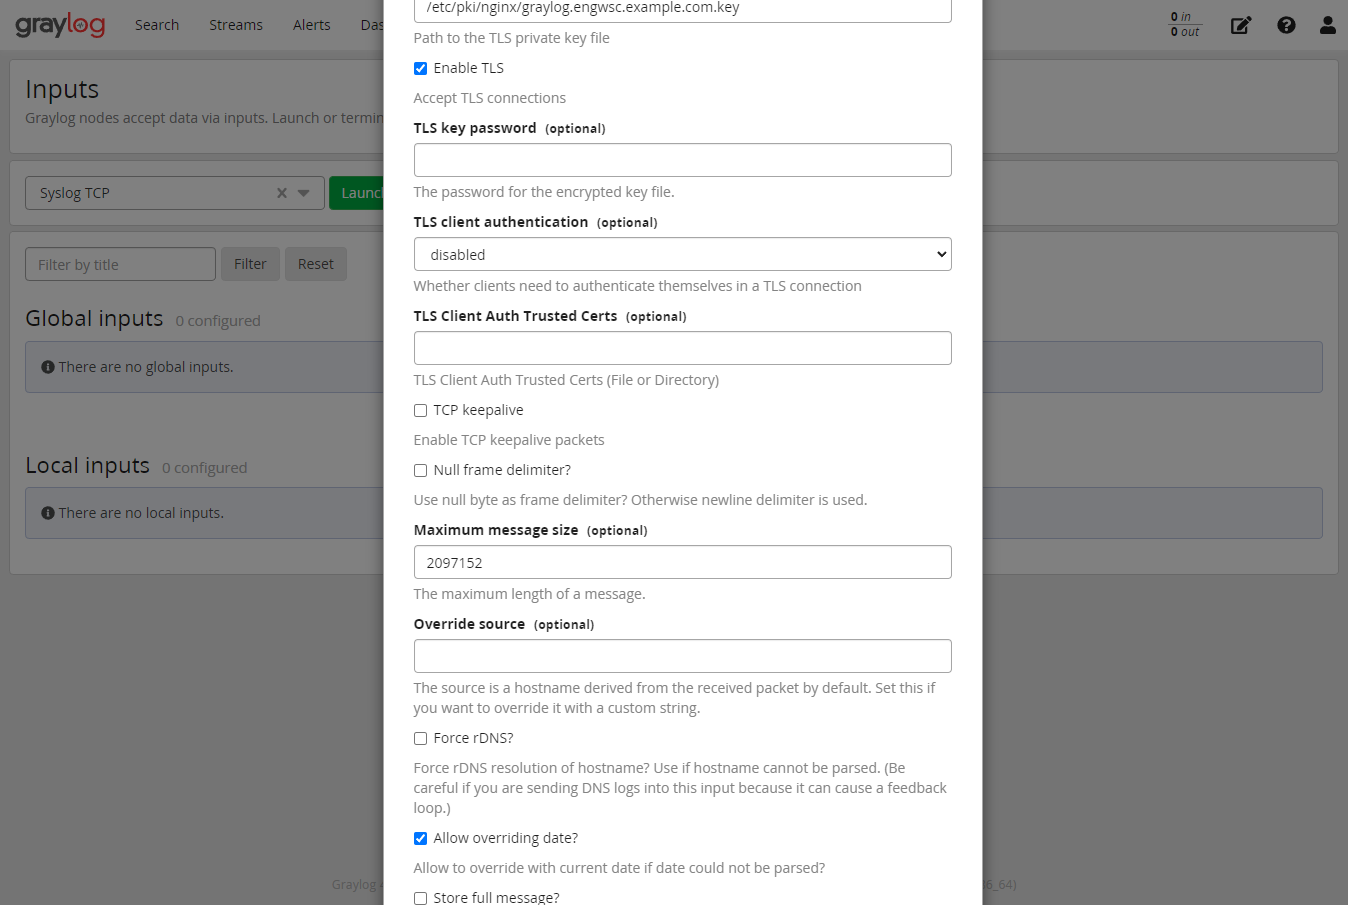 graylog
Search
Streams
Alerts
Das
0 in
0 out
Inputs
Graylog nodes accept data via inputs. Launch or termin
Syslog TCP
Launch
Filter by title
Filter
Reset
Global inputs 0 configured
There are no global inputs.
Local inputs 0 configured
There are no local inputs.
Graylog
6_64)
/etc/pki/nginx/graylog.engwsc.example.com.key
Path to the TLS private key file
Enable TLS
Accept TLS connections
TLS key password (optional)
The password for the encrypted key file.
TLS client authentication (optional)
disabled
Whether clients need to authenticate themselves in a TLS connection
TLS Client Auth Trusted Certs (optional)
TLS Client Auth Trusted Certs (File or Directory)
TCP keepalive
Enable TCP keepalive packets
Null frame delimiter?
Use null byte as frame delimiter? Otherwise newline delimiter is used.
Maximum message size (optional)
2097152
The maximum length of a message.
Override source (optional)
The source is a hostname derived from the received packet by default. Set this if
you want to override it with a custom string.
Force rDNS?
Force rDNS resolution of hostname? Use if hostname cannot be parsed. (Be
careful if you are sending DNS logs into this input because it can cause a feedback
loop.)
Allow overriding date?
Allow to override with current date if date could not be parsed?
Store full message?